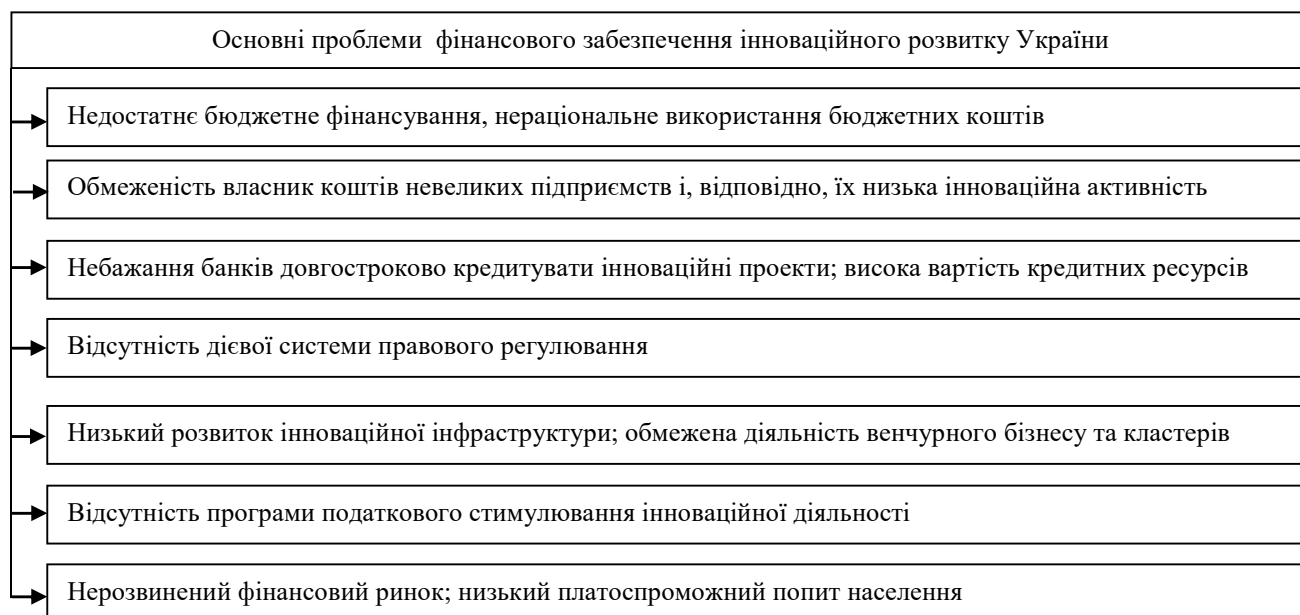 Основні проблеми фінансового забезпечення інноваційного розвитку України
Недостатнє бюджетне фінансування, нераціональне використання бюджетних коштів
Обмеженість власник коштів невеликих підприємств і, відповідно, їх низька інноваційна активність
Небажання банків довгостроково кредитувати інноваційні проекти; висока вартість кредитних ресурсів
Відсутність дієвої системи правового регулювання
Низький розвиток інноваційної інфраструктури; обмежена діяльність венчурного бізнесу та кластерів
Відсутність програми податкового стимулювання інноваційної діяльності
Нерозвинений фінансовий ринок; низький платоспроможний попит населення